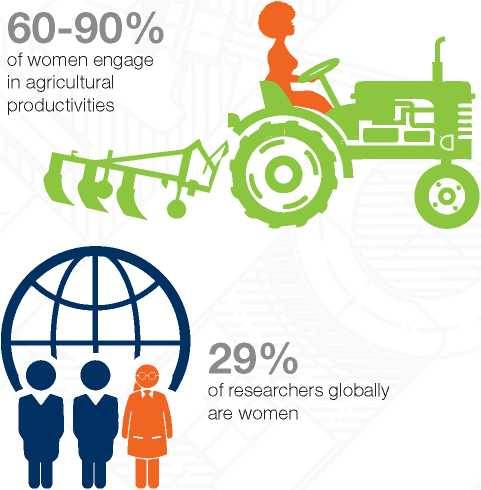 60-90%
of women engage
in agricultural
productivities
29%
of researchers globally
are women